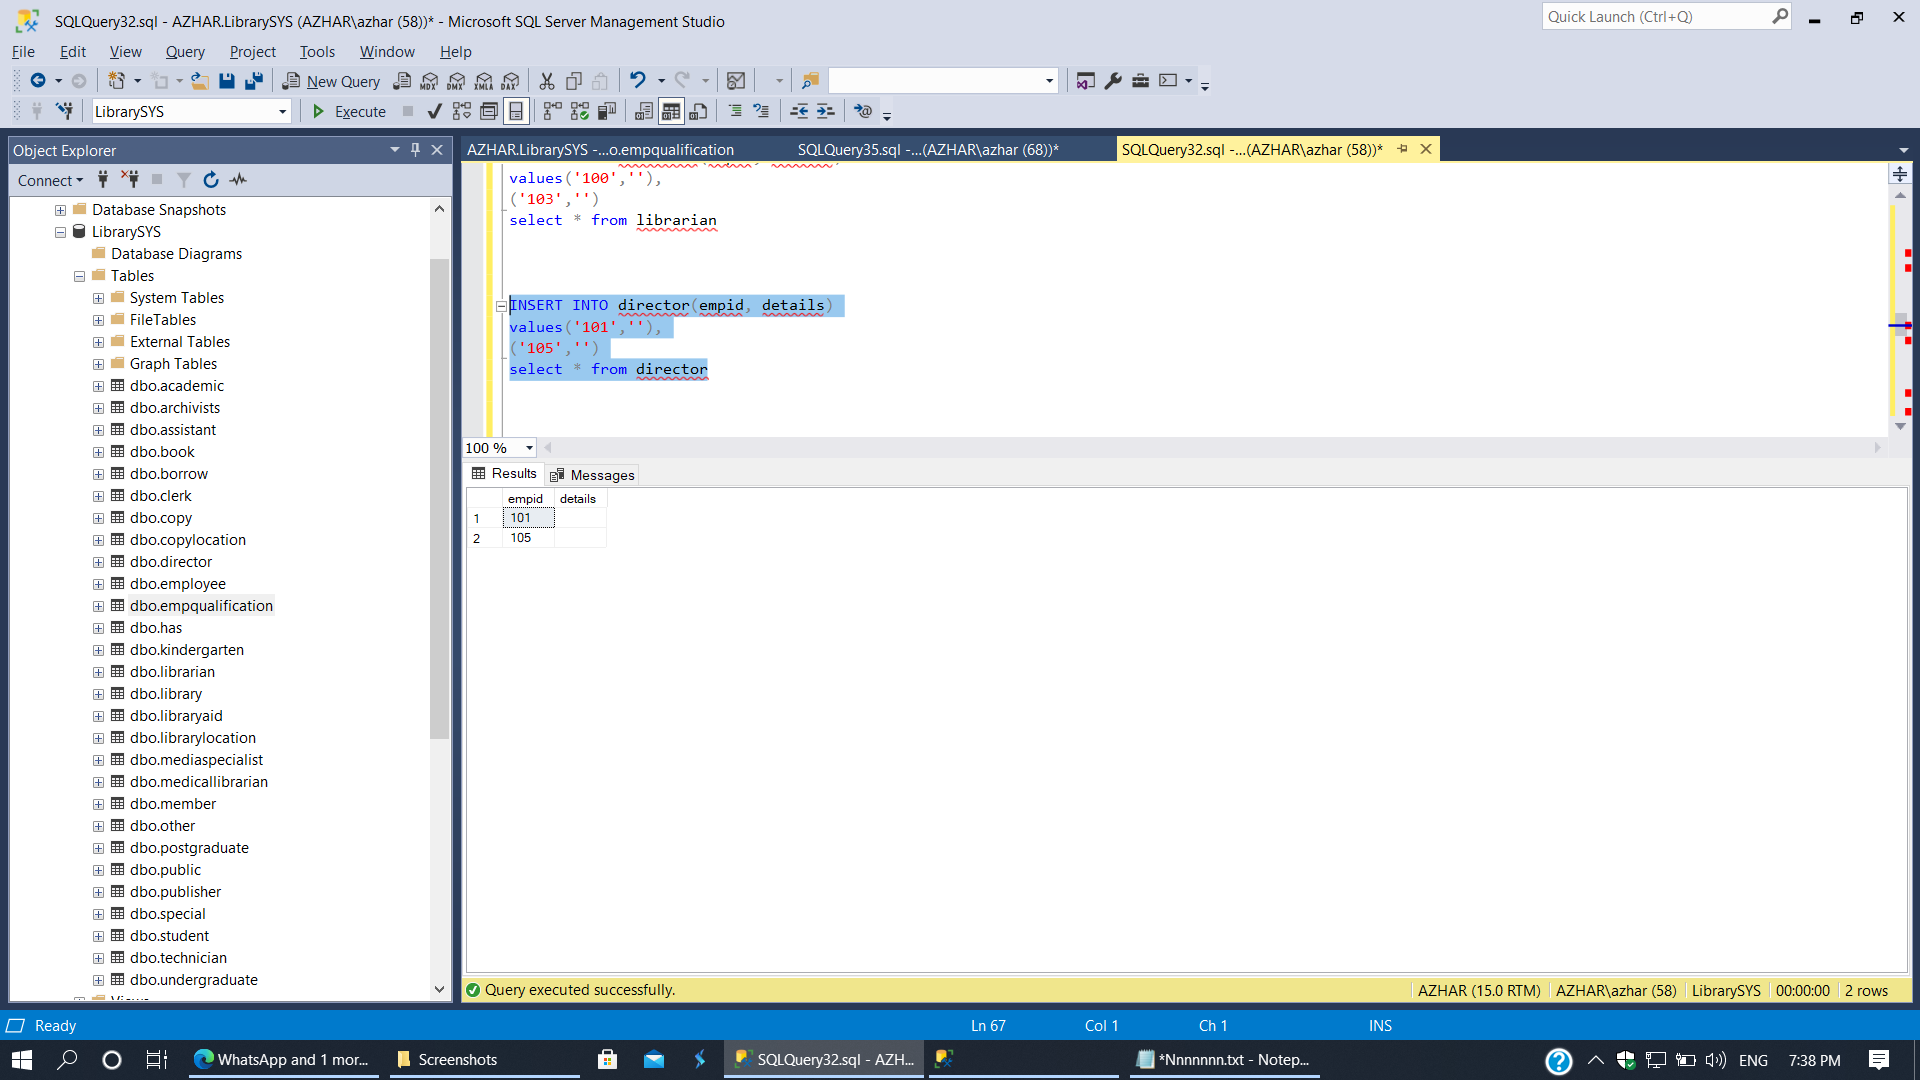 SQLQuery32.sql - AZHAR.LibrarySYS (AZHAR\azhar (58))* - Microsoft SQL Server Management Studio
Quick Launch (Ctrl+Q)
File Edit View Query Project Tools Window Help
New Query
MDX DMX XMLA DAX
LibrarySYS
Execute
Object Explorer
Connect
Database Snapshots
LibrarySYS
Database Diagrams
Tables
System Tables
FileTables
External Tables
Graph Tables
dbo.academic
dbo.archivists
dbo.assistant
dbo.book
dbo.borrow
dbo.clerk
dbo.copy
dbo.copylocation
dbo.director
dbo.employee
dbo.empqualification
dbo.has
dbo.kindergarten
dbo.librarian
dbo.library
dbo.libraryaid
dbo.librarylocation
dbo.mediaspecialist
dbo.medicallibrarian
dbo.member
dbo.other
dbo.postgraduate
dbo.public
dbo.publisher
dbo.special
dbo.student
dbo.technician
dbo.undergraduate
AZHAR.LibrarySYS -...o.empqualification
SQLQuery35.sql -...(AZHAR\azhar (68))*
SQLQuery32.sql -...(AZHAR\azhar (58))*
values('100',''),
('103','')
select * from librarian
INSERT INTO director(empid, details)
values('101',''),
('105','')
select * from director
100 %
Results Messages
empid details
1 101
2 105
Query executed successfully.
AZHAR (15.0 RTM) AZHAR\azhar (58) LibrarySYS 00:00:00 2 rows
Ready
Ln 67 Col 1 Ch 1 INS
WhatsApp and 1 mor...
Screenshots
SQLQuery32.sql - AZH...
*Nnnnnnn.txt - Notep...
ENG
7:38 PM